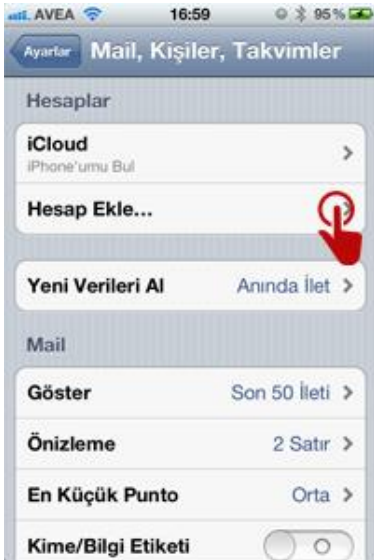 AVEA 16:59 95%
Ayarlar Mail, Kişiler, Takvimler
Hesaplar
iCloud
iPhone'umu Bul
Hesap Ekle...
Yeni Verileri Al Anında İlet
Mail
Göster Son 50 İleti
Önizleme 2 Satır
En Küçük Punto Orta
Kime/Bilgi Etiketi